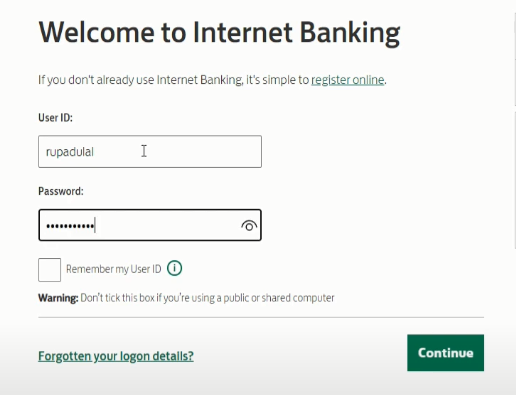 Welcome to Internet Banking
If you don't already use Internet Banking, it's simple to register online.
User ID:
rupadulal
Password:
•••••••••••
Remember my User ID
Warning: Don't tick this box if you're using a public or shared computer
Forgotten your logon details?
Continue